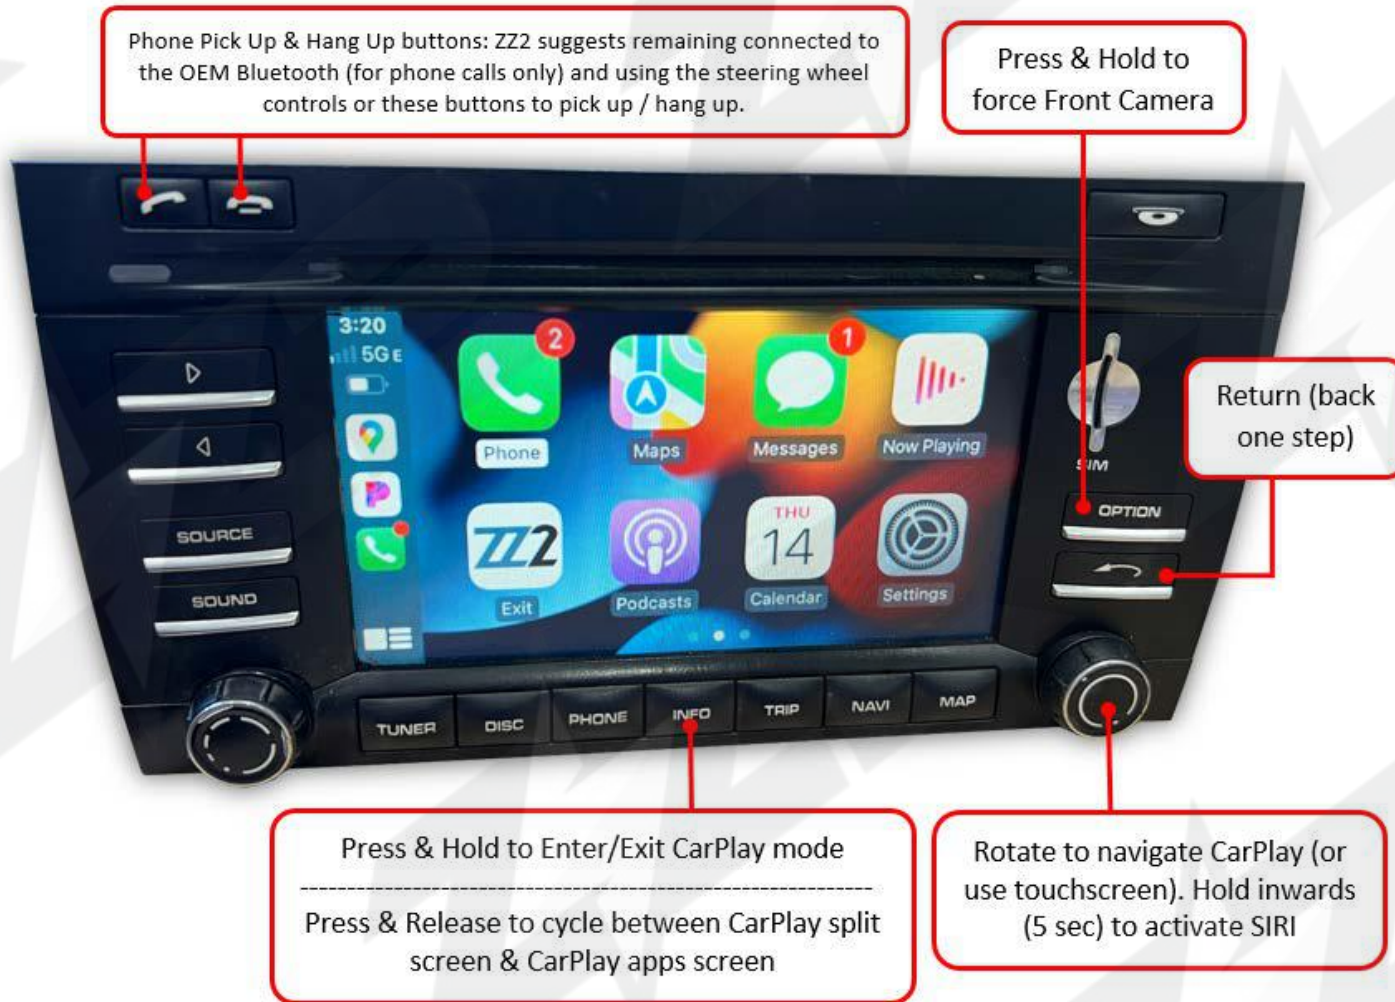 Phone Pick Up & Hang Up buttons: ZZ2 suggests remaining connected to
the OEM Bluetooth (for phone calls only) and using the steering wheel
controls or these buttons to pick up / hang up.
Press & Hold to
force Front Camera
3:20
5G E
2
Phone
Maps
1
Messages
Now Playing
SOURCE
SOUND
ZZ2
Exit
Podcasts
THU
14
Calendar
Settings
SIM
OPTION
Return (back
one step)
TUNER
DISC
PHONE
INFO
TRIP
NAVI
MAP
Press & Hold to Enter/Exit CarPlay mode
----------------------------------------------------------------
Press & Release to cycle between CarPlay split
screen & CarPlay apps screen
Rotate to navigate CarPlay (or
use touchscreen). Hold inwards
(5 sec) to activate SIRI